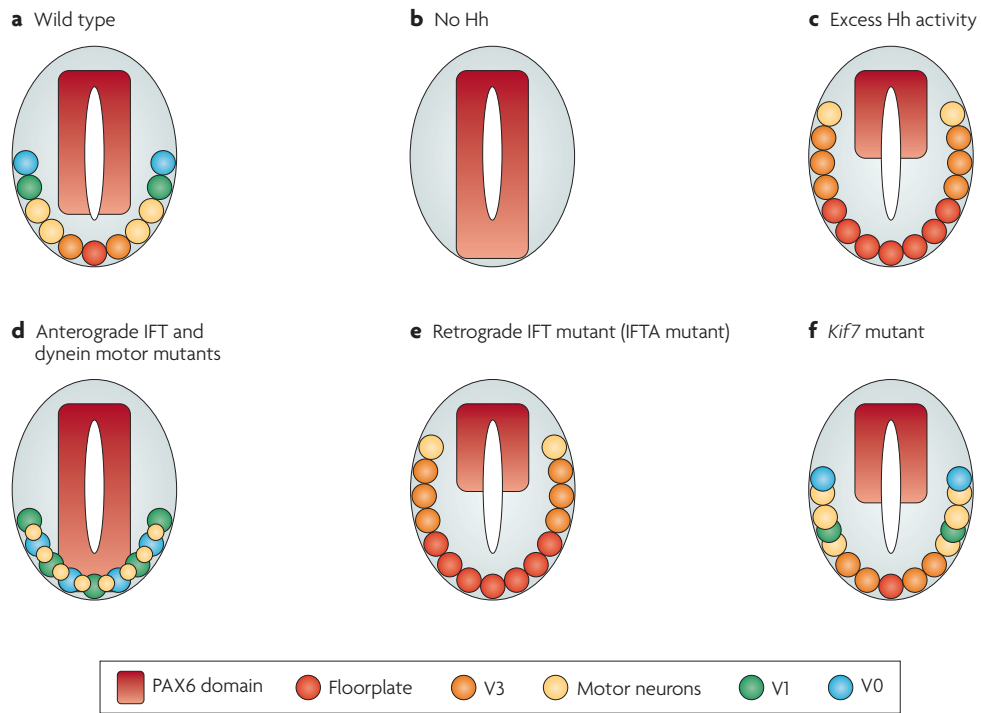 a Wild type
b No Hh
c Excess Hh activity
d Anterograde IFT and
dynein motor mutants
e Retrograde IFT mutant (IFTA mutant)
f Kif7 mutant
PAX6 domain
Floorplate
V3
Motor neurons
V1
V0